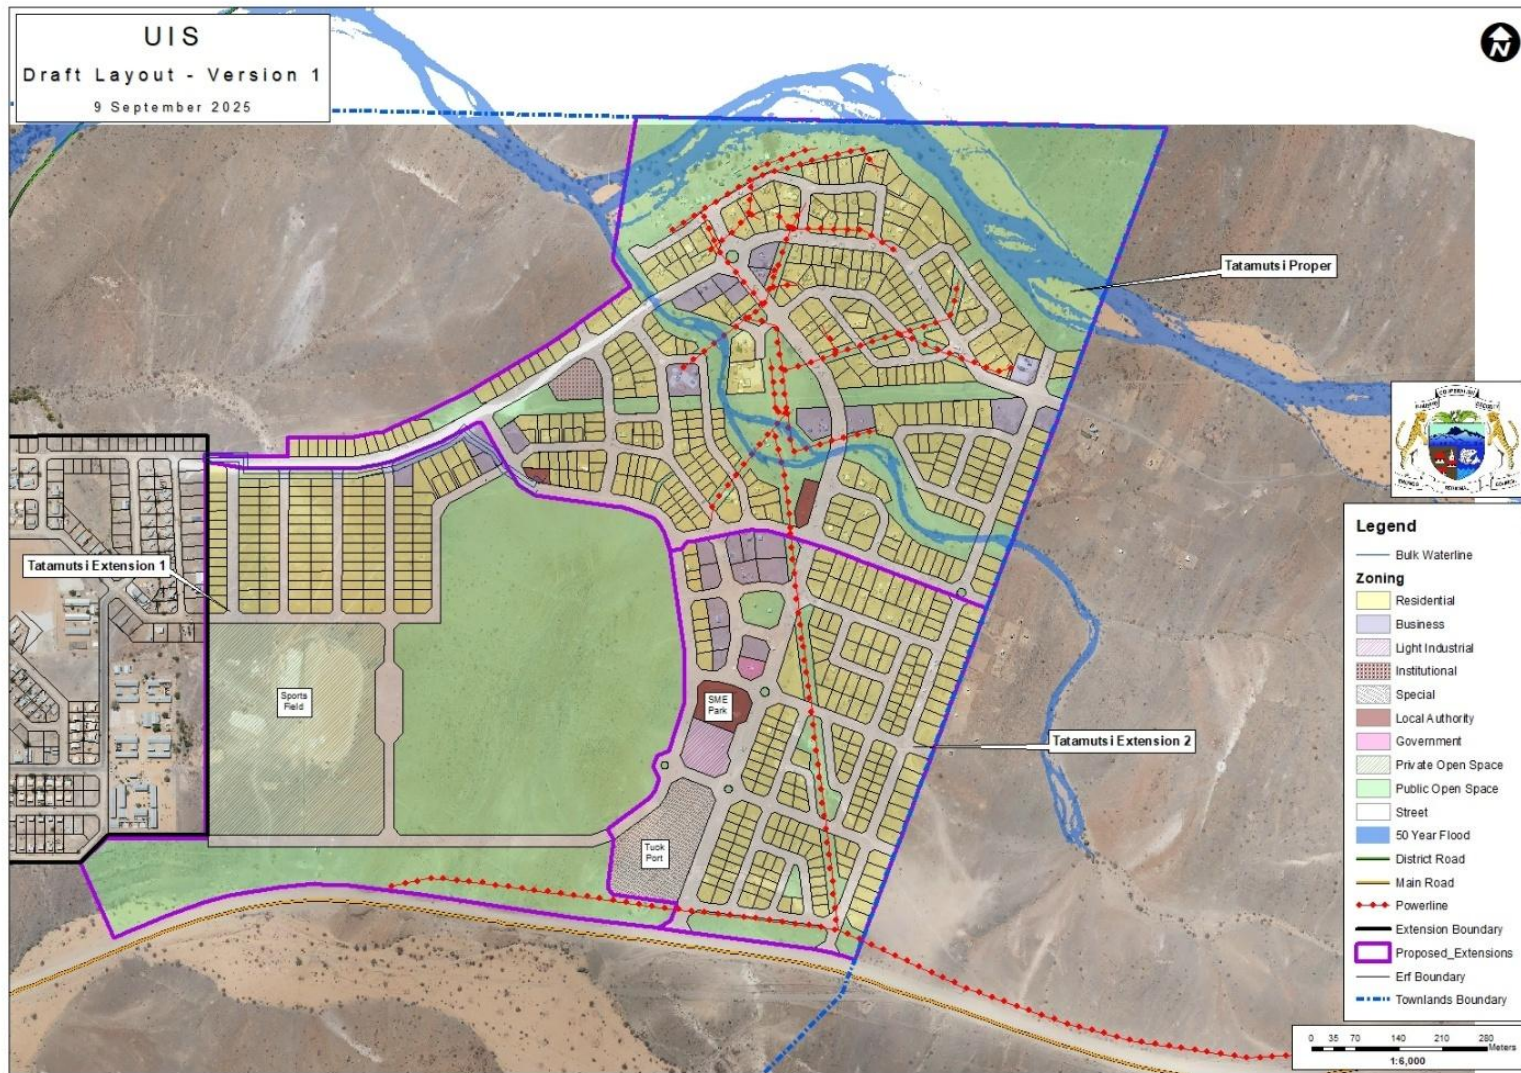 UIS
Draft Layout - Version 1
9 September 2025
N
Tatamutsi Proper
Tatamutsi Extension 1
Sports
Field
SME
Park
Tatamutsi Extension 2
Tuck
Port
Legend
Bulk Waterline
Zoning
Residential
Business
Light Industrial
Institutional
Special
Local Authority
Government
Private Open Space
Public Open Space
Street
50 Year Flood
District Road
Main Road
Powerline
Extension Boundary
Proposed_Extensions
Erf Boundary
Townlands Boundary
0 35 70 140 210 280
Meters
1:6,000